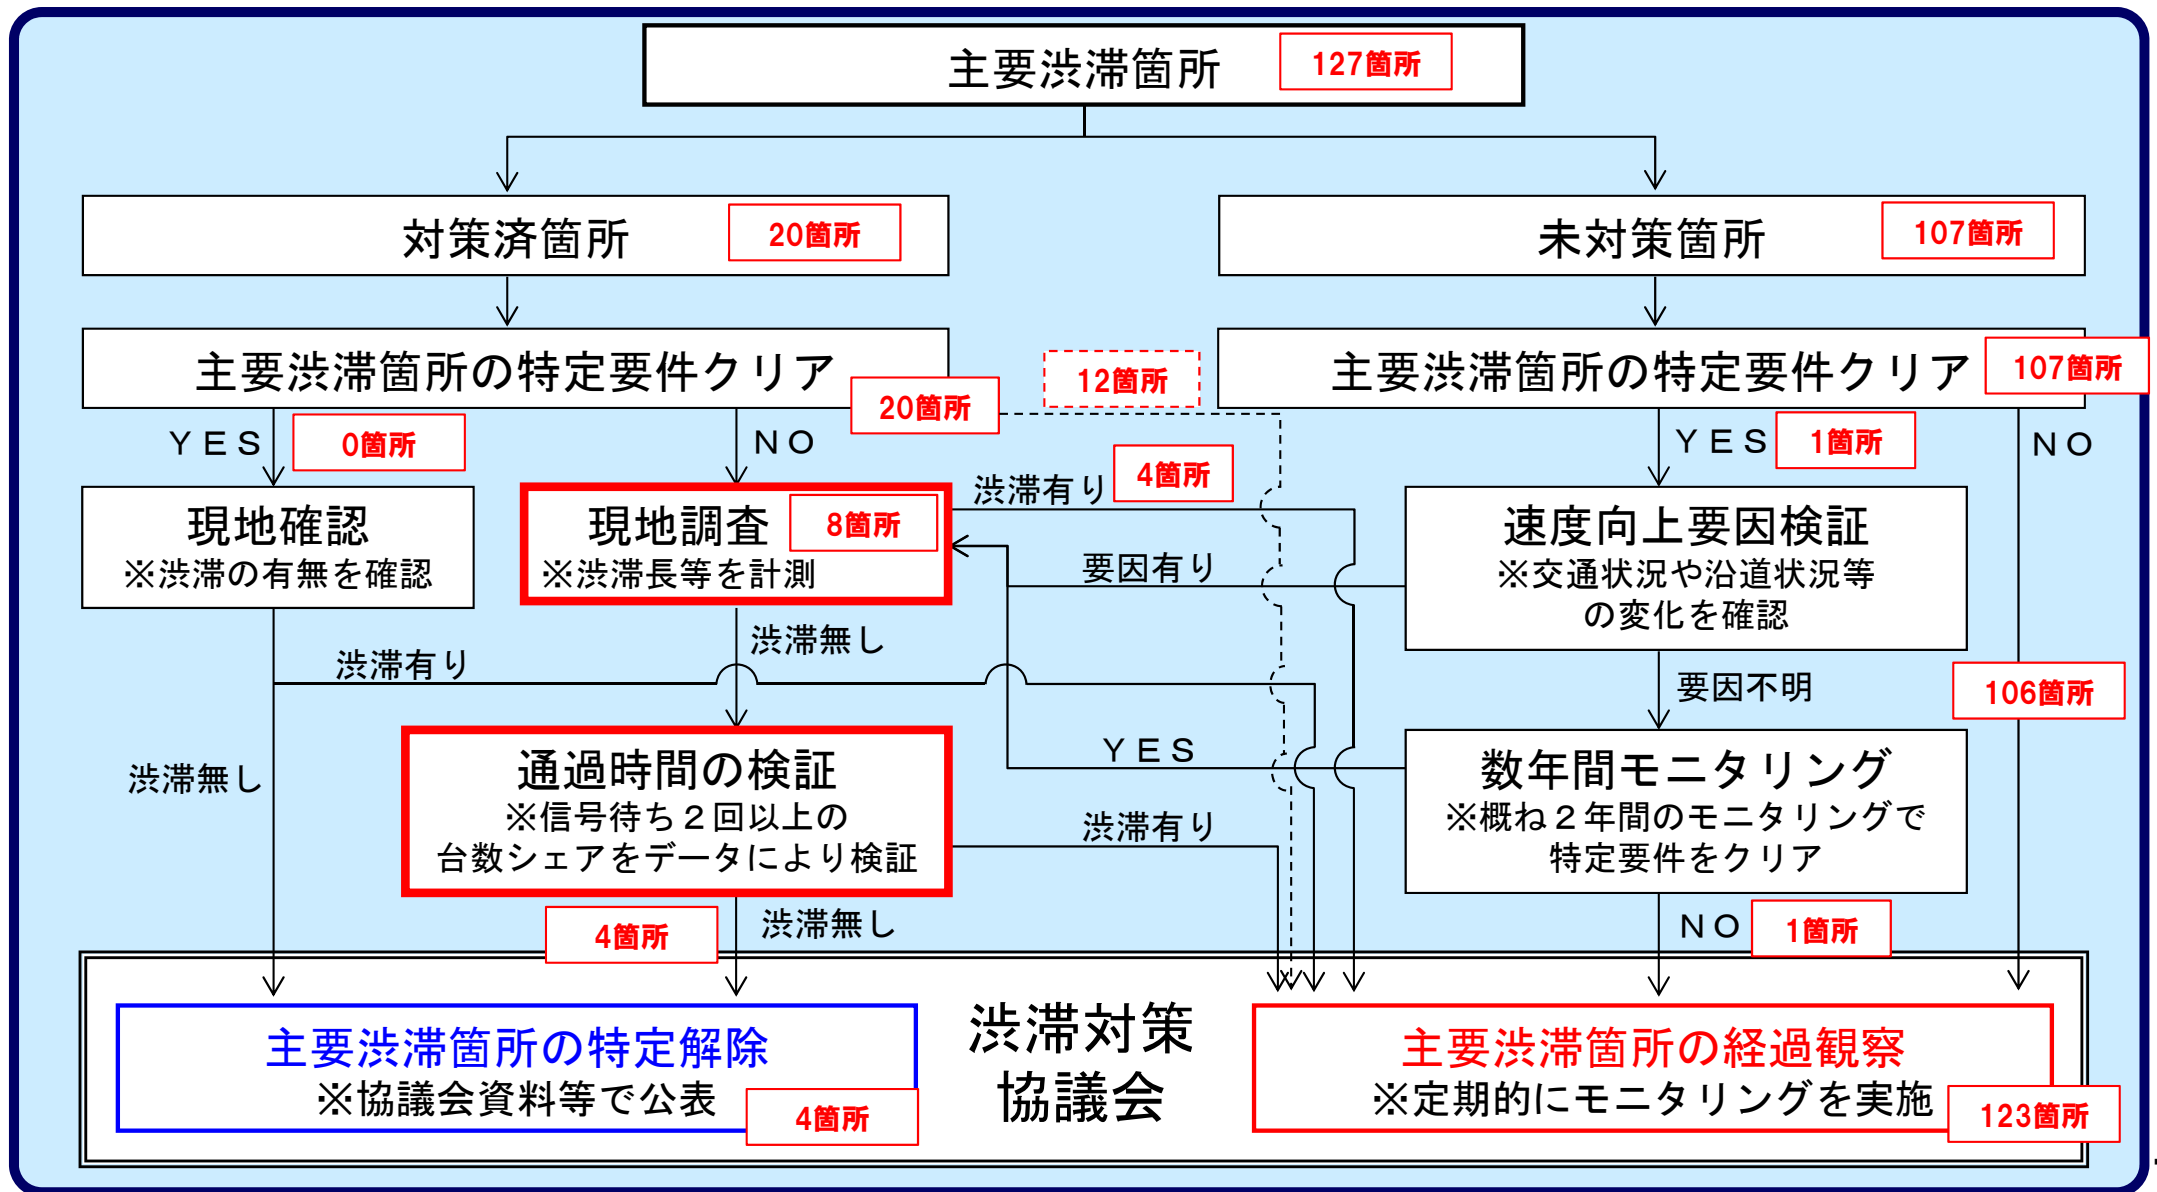 主要渋滞箇所
127箇所
対策済箇所
20箇所
未対策箇所
107箇所
主要渋滞箇所の特定要件クリア
20箇所
12箇所
主要渋滞箇所の特定要件クリア
107箇所
ＹＥＳ
0箇所
ＮＯ
渋滞有り
4箇所
ＹＥＳ
1箇所
ＮＯ
現地確認
※渋滞の有無を確認
現地調査
8箇所
※渋滞長等を計測
要因有り
速度向上要因検証
※交通状況や沿道状況等
の変化を確認
渋滞有り
渋滞無し
要因不明
106箇所
渋滞無し
通過時間の検証
※信号待ち２回以上の
台数シェアをデータにより検証
ＹＥＳ
渋滞有り
数年間モニタリング
※概ね２年間のモニタリングで
特定要件をクリア
4箇所
渋滞無し
ＮＯ
1箇所
主要渋滞箇所の特定解除
※協議会資料等で公表
4箇所
渋滞対策
協議会
主要渋滞箇所の経過観察
※定期的にモニタリングを実施
123箇所